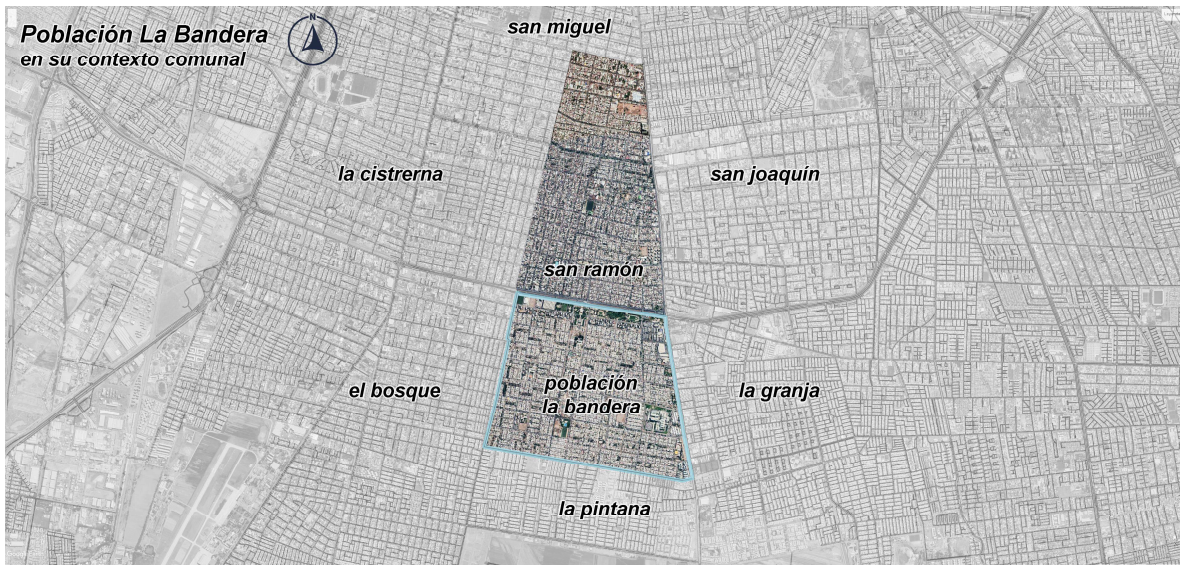 Población La Bandera
en su contexto comunal
N
san miguel
la cistrerna
san joaquín
san ramón
el bosque
población
la bandera
la granja
la pintana